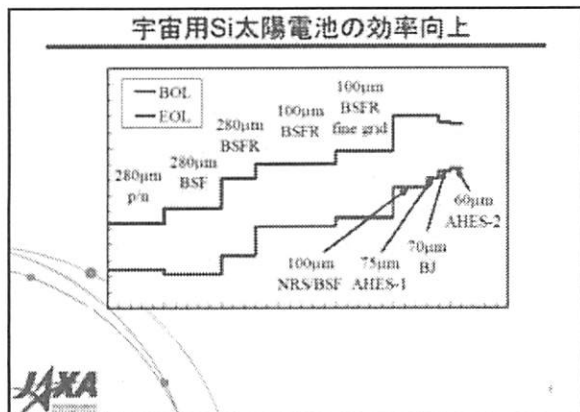 宇宙用Si太陽電池の効率向上
BOL
EOL
280μm
p/n
280μm
BSF
280μm
BSFR
100μm
BSFR
100μm
BSFR
fine grid
100μm
NRS/BSF
75μm
AHES-1
70μm
BJ
60μm
AHES-2
JAXA